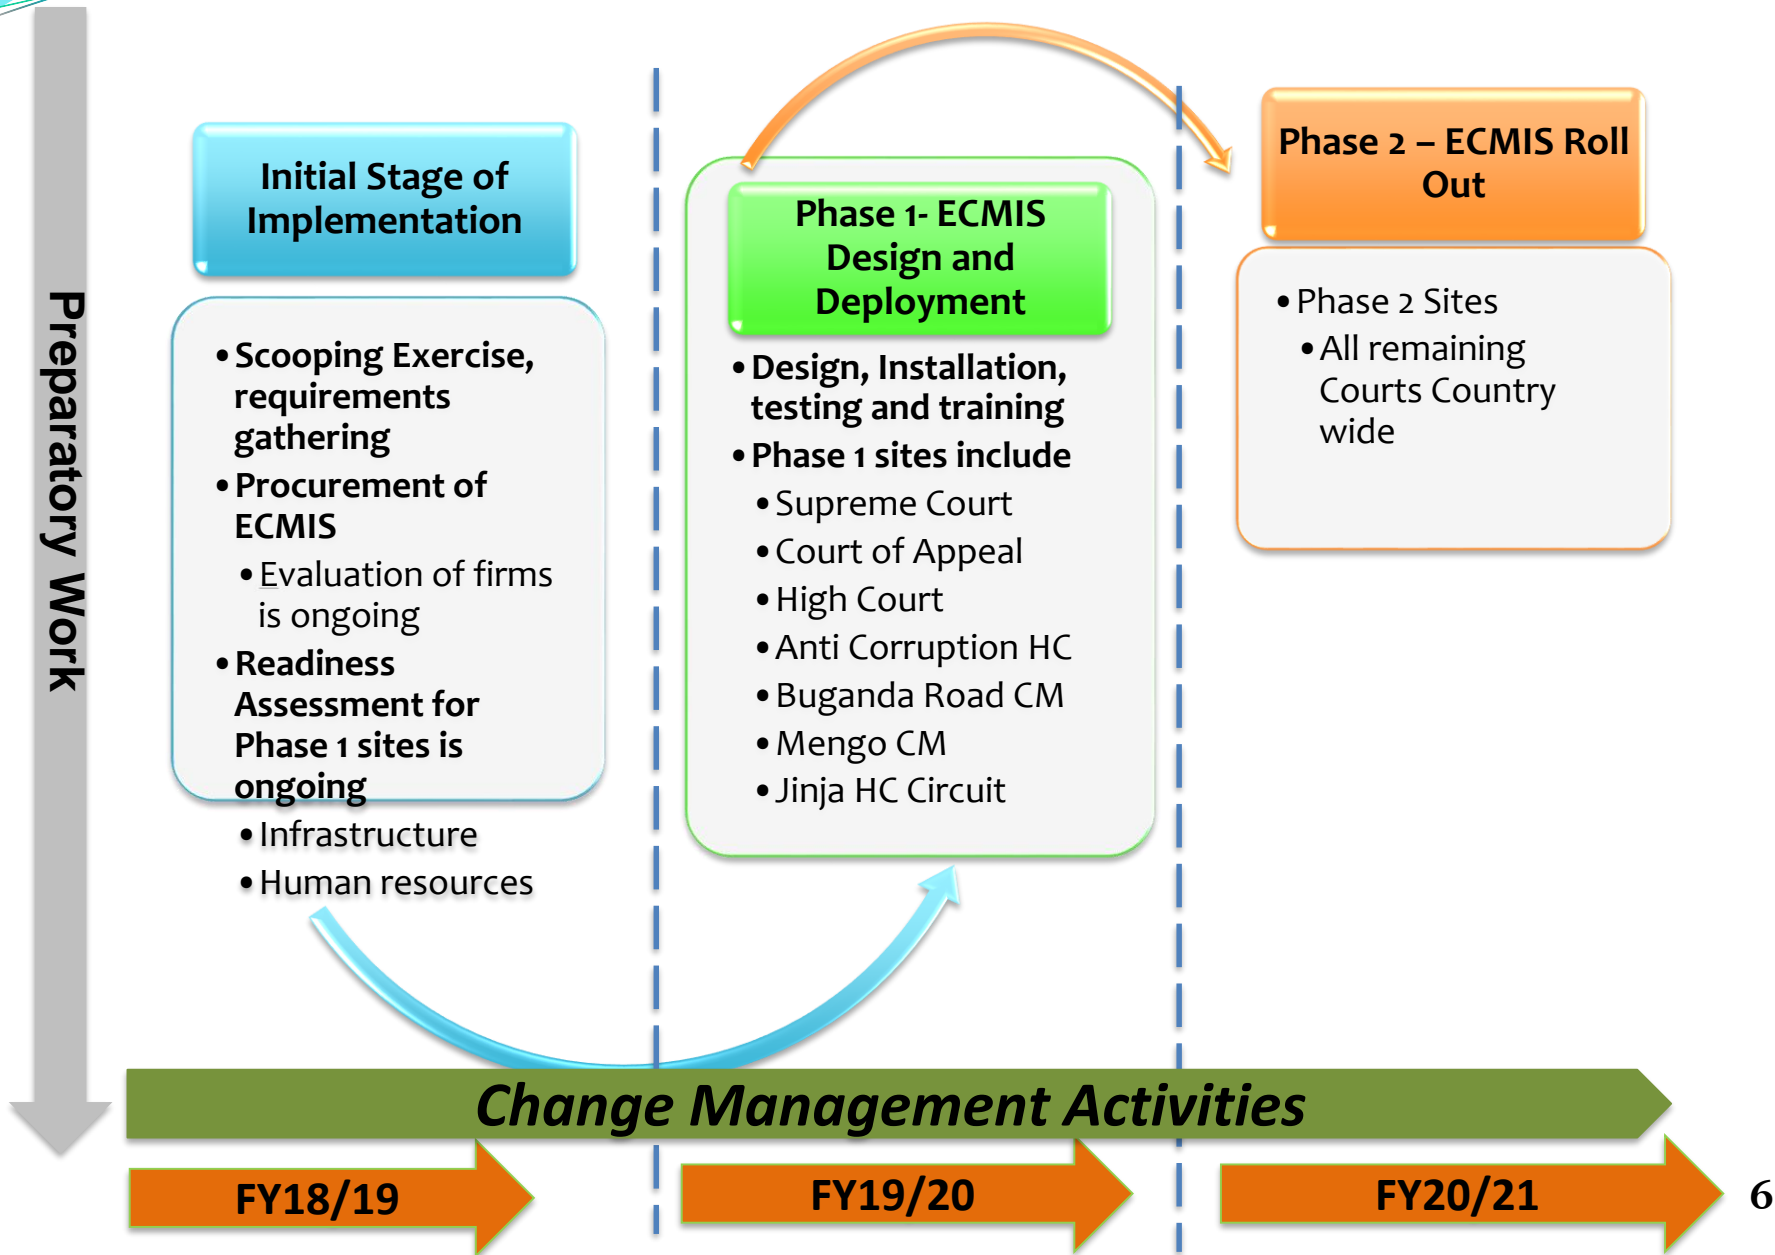 Preparatory Work
Initial Stage of
Implementation
• Scooping Exercise,
requirements
gathering
• Procurement of
ECMIS
• Evaluation of firms
is ongoing
• Readiness
Assessment for
Phase 1 sites is
ongoing
• Infrastructure
• Human resources
Phase 1- ECMIS
Design and
Deployment
• Design, Installation,
testing and training
• Phase 1 sites include
• Supreme Court
• Court of Appeal
• High Court
• Anti Corruption HC
• Buganda Road CM
• Mengo CM
• Jinja HC Circuit
Phase 2 – ECMIS Roll
Out
• Phase 2 Sites
• All remaining
Courts Country
wide
Change Management Activities
FY18/19
FY19/20
FY20/21
6